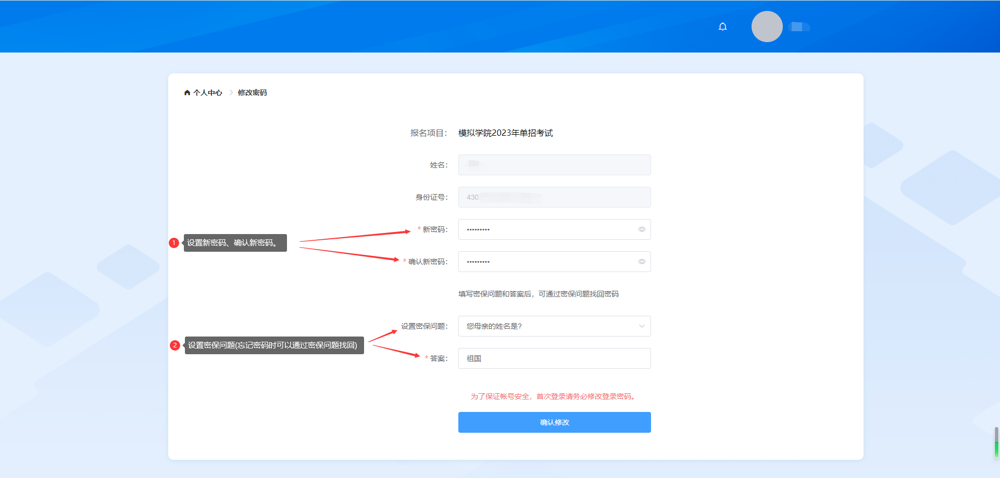 个人中心 > 修改密码
报名项目： 模拟学院2023年单招考试
姓名：
身份证号： 430
* 新密码： •••••••••
1 设置新密码、确认新密码。
* 确认新密码： •••••••••
填写密保问题和答案后，可通过密保问题找回密码
设置密保问题： 您母亲的姓名是?
2 设置密保问题(忘记密码时可以通过密保问题找回)
* 答案： 祖国
为了保证帐号安全，首次登录请务必修改登录密码。
确认修改